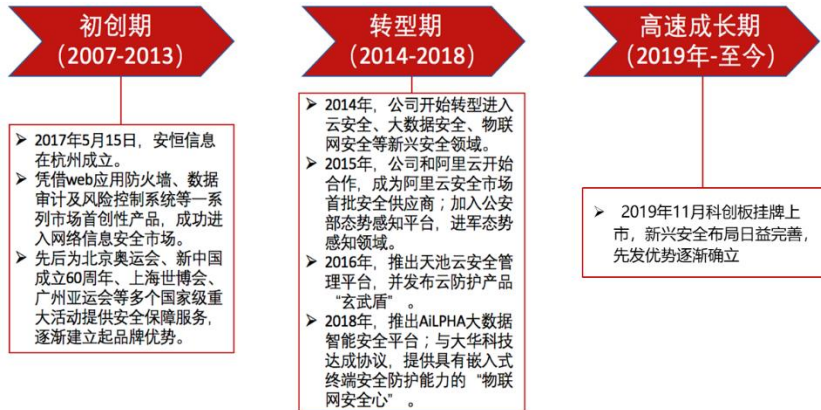 初创期
（2007-2013）
➢ 2017年5月15日，安恒信息
在杭州成立。
➢ 凭借web应用防火墙、数据
审计及风险控制系统等一系
列市场首创性产品，成功进
入网络信息安全市场。
➢ 先后为北京奥运会、新中国
成立60周年、上海世博会、
广州亚运会等多个国家级重
大活动提供安全保障服务，
逐渐建立起品牌优势。
转型期
（2014-2018）
➢ 2014年，公司开始转型进入
云安全、大数据安全、物联
网安全等新兴安全领域。
➢ 2015年，公司和阿里云开始
合作，成为阿里云安全市场
首批安全供应商；加入公安
部态势感知平台，进军态势
感知领域。
➢ 2016年，推出天池云安全管
理平台，并发布云防护产品
“玄武盾”。
➢ 2018年，推出AiLPHA大数据
智能安全平台；与大华科技
达成协议，提供具有嵌入式
终端安全防护能力的“物联
网安全心”。
高速成长期
（2019年-至今）
➢ 2019年11月科创板挂牌上
市，新兴安全布局日益完善，
先发优势逐渐确立